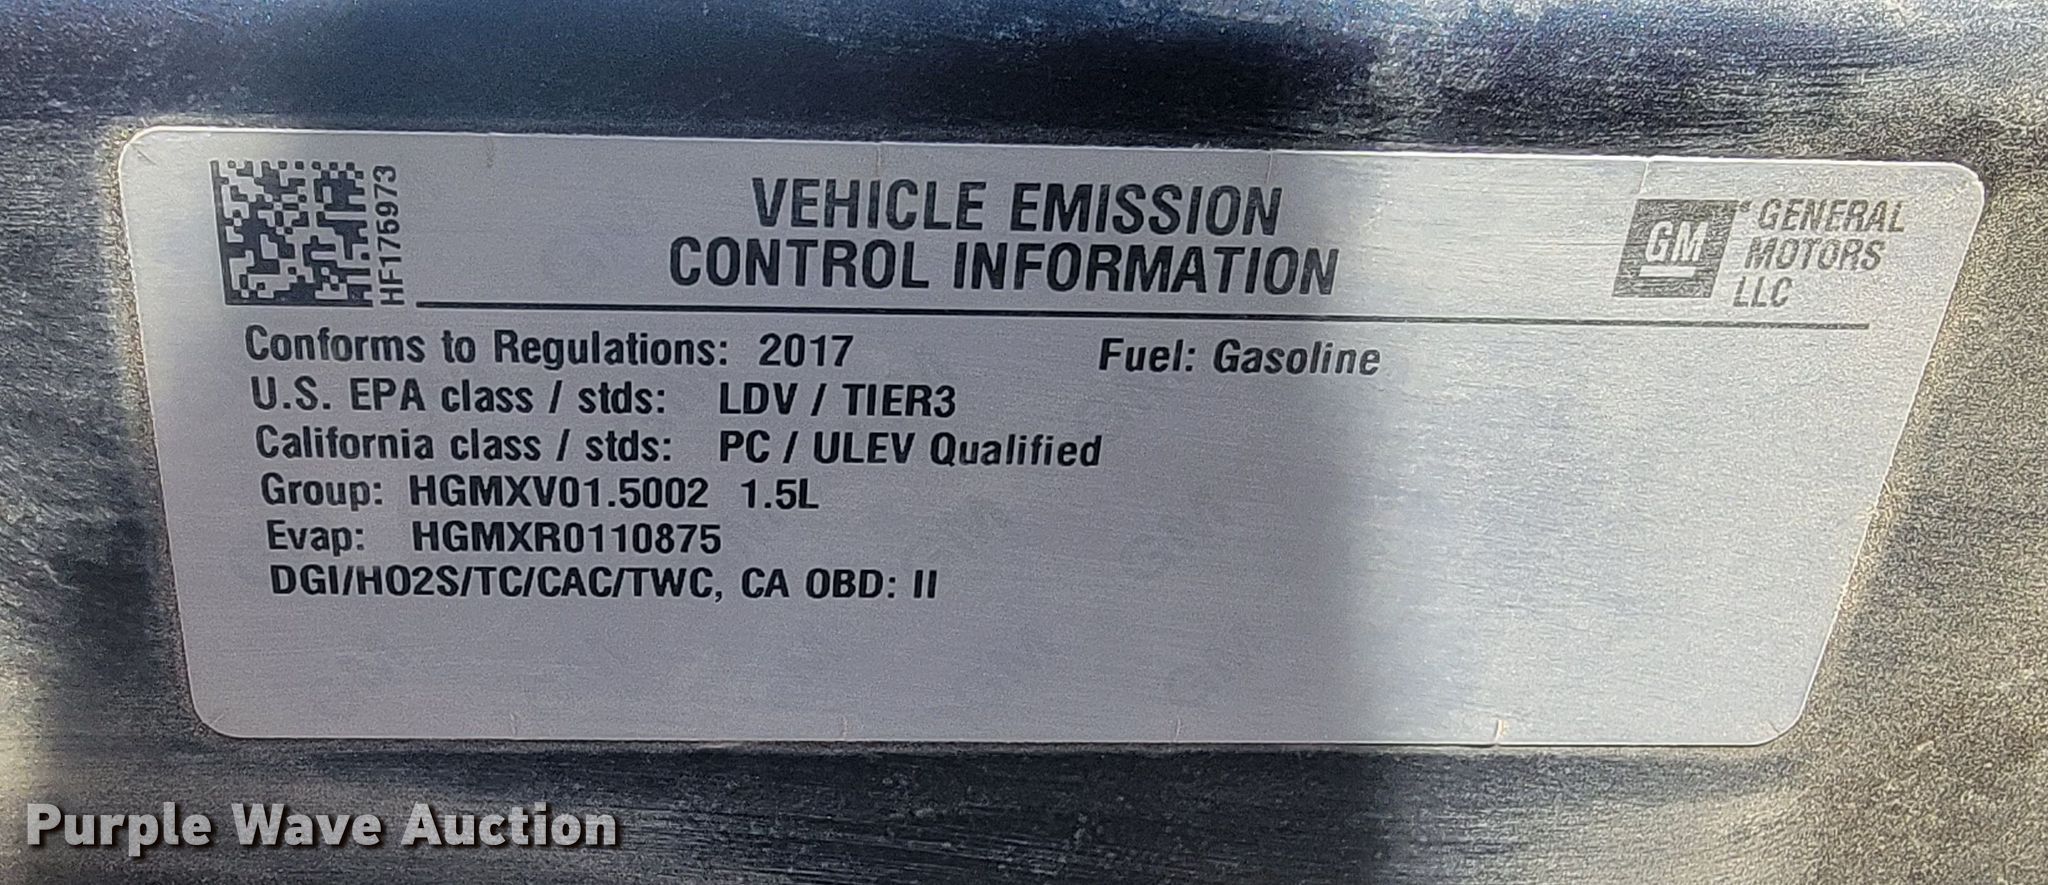 HF175973
VEHICLE EMISSION
CONTROL INFORMATION
GM
GENERAL
MOTORS
LLC
Conforms to Regulations: 2017 Fuel: Gasoline
U.S. EPA class / stds: LDV / TIER3
California class / stds: PC / ULEV Qualified
Group: HGMXV01.5002 1.5L
Evap: HGMXR0110875
DGI/HO2S/TC/CAC/TWC, CA OBD: II
Purple Wave Auction